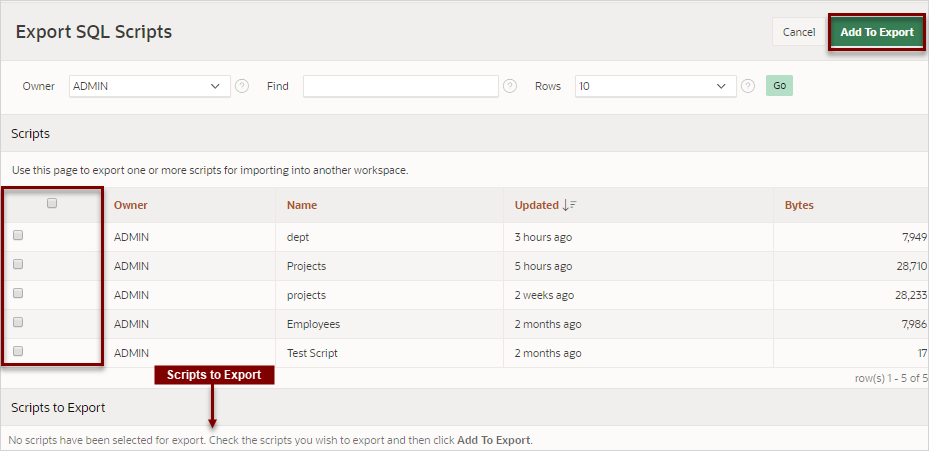 Export SQL Scripts
Cancel
Add To Export
Owner ADMIN Find Rows 10 Go
Scripts
Use this page to export one or more scripts for importing into another workspace.
Owner Name Updated Bytes
ADMIN dept 3 hours ago 7,949
ADMIN Projects 5 hours ago 28,710
ADMIN projects 2 weeks ago 28,233
ADMIN Employees 2 months ago 7,986
ADMIN Test Script 2 months ago 17
Scripts to Export
row(s) 1 - 5 of 5
Scripts to Export
No scripts have been selected for export. Check the scripts you wish to export and then click Add To Export.